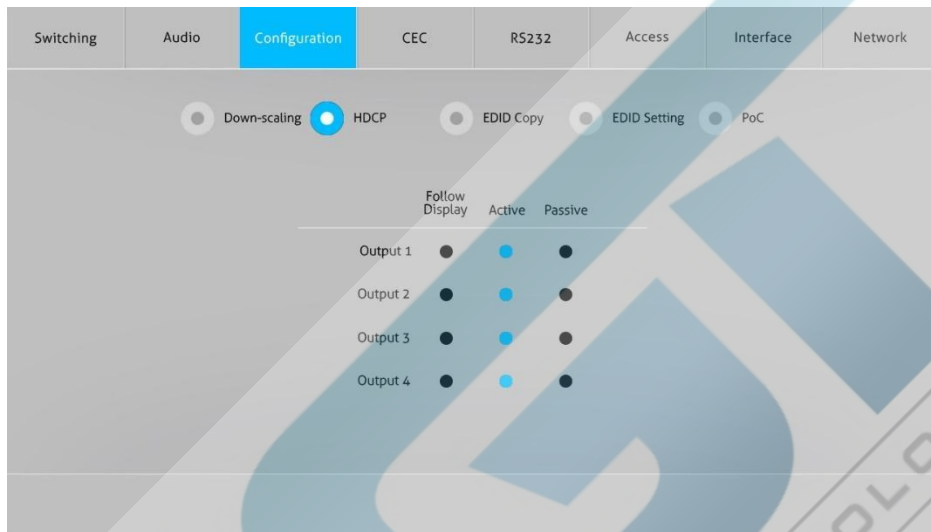 Switching Audio Configuration CEC RS232 Access Interface Network
Down-scaling HDCP EDID Copy EDID Setting PoC
Follow
Display Active Passive
Output 1
Output 2
Output 3
Output 4